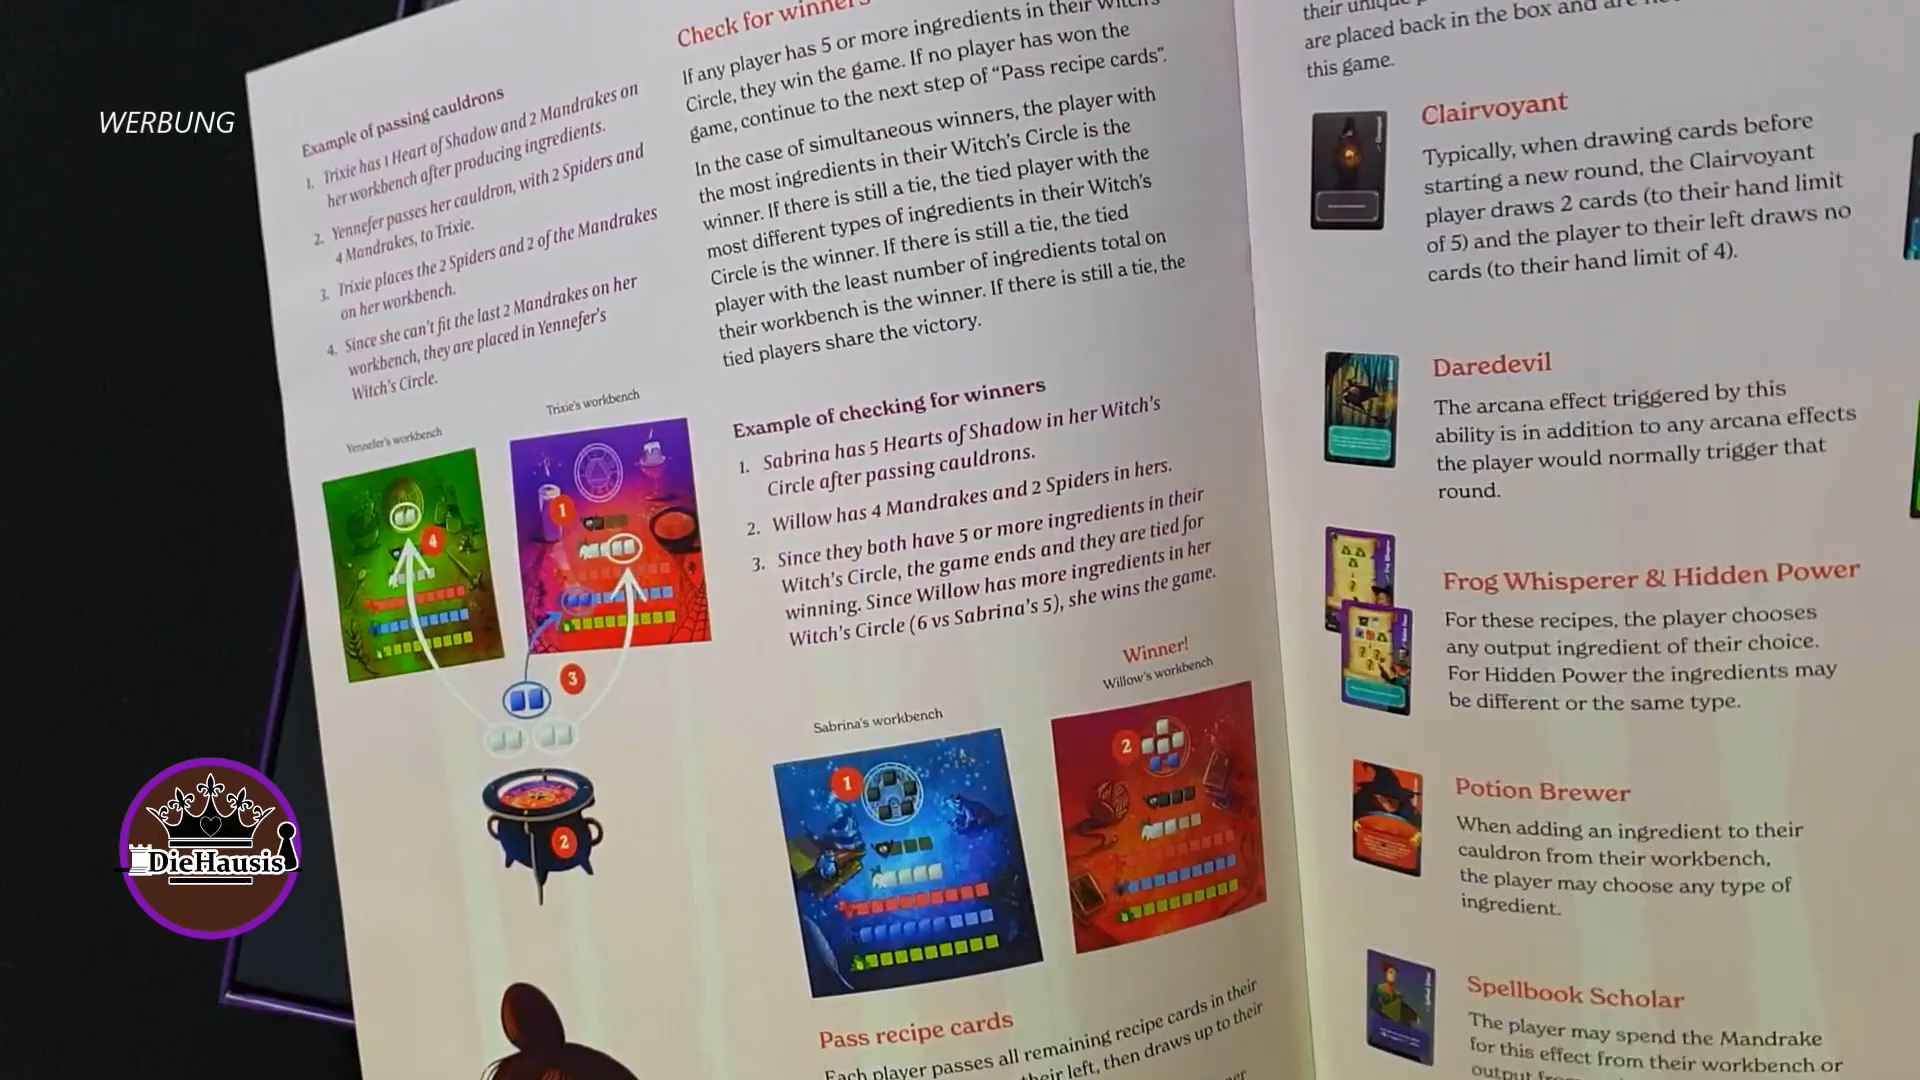 WERBUNG
Example of passing cauldrons
1. Trixie has 1 Heart of Shadow and 2 Mandrakes on
her workbench after producing ingredients.
2. Yennefer passes her cauldron, with 2 Spiders and
4 Mandrakes, to Trixie.
3. Trixie places the 2 Spiders and 2 of the Mandrakes
on her workbench.
4. Since she can't fit the last 2 Mandrakes on her
workbench, they are placed in Yennefer's
Witch's Circle.
Yennefer's workbench
Trixie's workbench
1
4
3
2
DieHausis
Check for winners
If any player has 5 or more ingredients in their Witch's
Circle, they win the game. If no player has won the
game, continue to the next step of “Pass recipe cards”.
In the case of simultaneous winners, the player with
the most ingredients in their Witch's Circle is the
winner. If there is still a tie, the tied player with the
most different types of ingredients in their Witch's
Circle is the winner. If there is still a tie, the tied
player with the least number of ingredients total on
their workbench is the winner. If there is still a tie, the
tied players share the victory.
Example of checking for winners
1. Sabrina has 5 Hearts of Shadow in her Witch's
Circle after passing cauldrons.
2. Willow has 4 Mandrakes and 2 Spiders in hers.
3. Since they both have 5 or more ingredients in their
Witch's Circle, the game ends and they are tied for
winning. Since Willow has more ingredients in her
Witch's Circle (6 vs Sabrina's 5), she wins the game.
Winner!
Sabrina's workbench
Willow's workbench
1
2
Pass recipe cards
Each player passes all remaining recipe cards in their
their left, then draws up to their
their unique
are placed back in the box and are
this game.
Clairvoyant
Typically, when drawing cards before
starting a new round, the Clairvoyant
player draws 2 cards (to their hand limit
of 5) and the player to their left draws no
cards (to their hand limit of 4).
Daredevil
The arcana effect triggered by this
ability is in addition to any arcana effects
the player would normally trigger that
round.
Frog Whisperer & Hidden Power
For these recipes, the player chooses
any output ingredient of their choice.
For Hidden Power the ingredients may
be different or the same type.
Potion Brewer
When adding an ingredient to their
cauldron from their workbench,
the player may choose any type of
ingredient.
Spellbook Scholar
The player may spend the Mandrake
for this effect from their workbench or
output